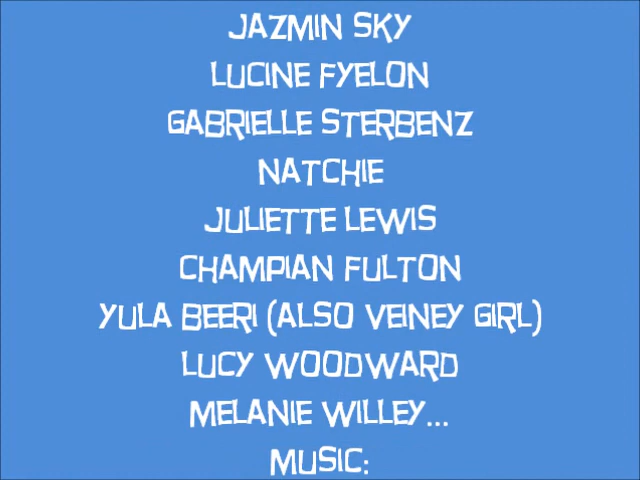 JAZMIN SKY
LUCINE FYELON
GABRIELLE STERBENZ
NATCHIE
JULIETTE LEWIS
CHAMPIAN FULTON
YULA BEERI (ALSO VEINEY GIRL)
LUCY WOODWARD
MELANIE WILLEY...
MUSIC: